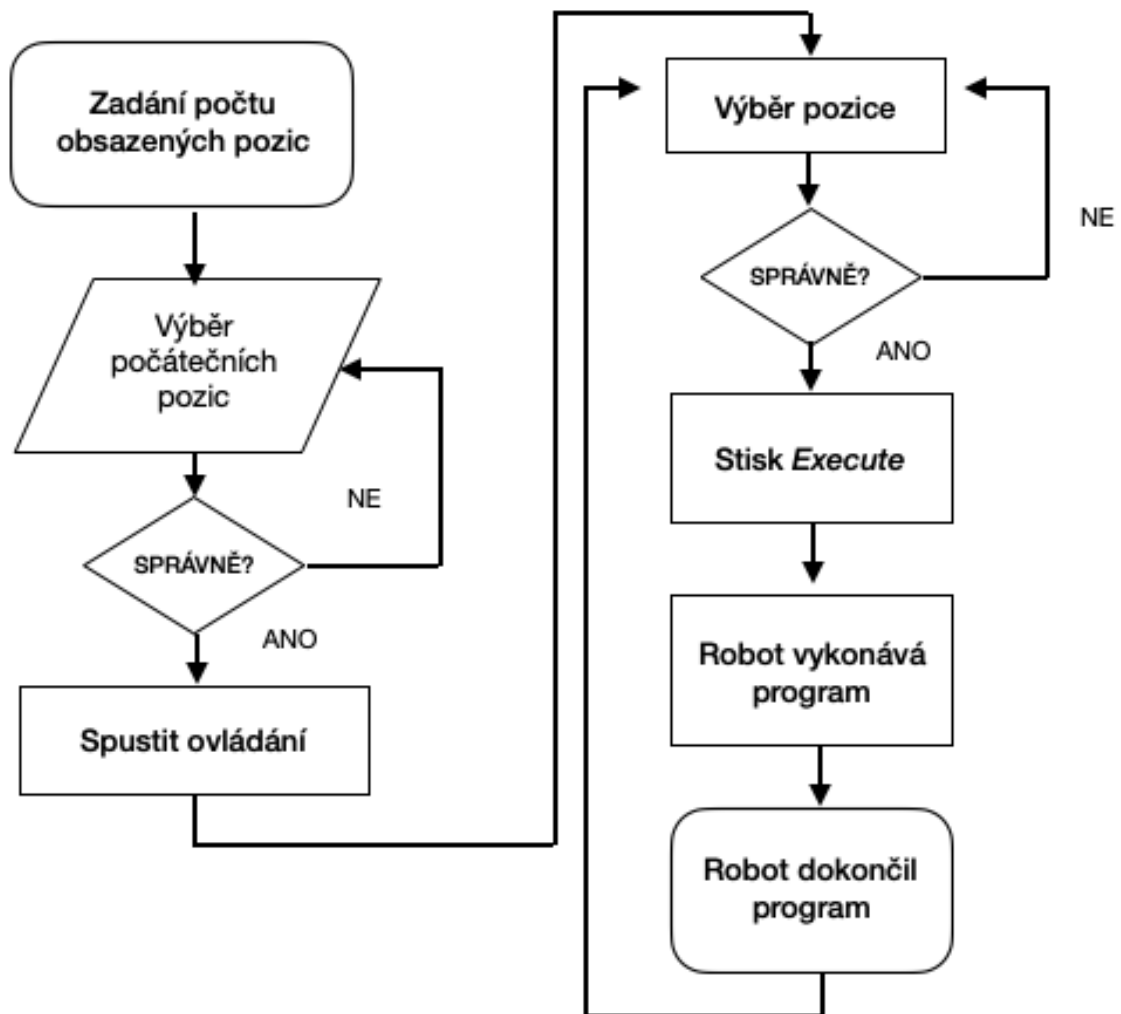 Zadání počtu
obsazených pozic
Výběr
počátečních
pozic
NE
SPRÁVNĚ?
ANO
Spustit ovládání
Výběr pozice
NE
SPRÁVNĚ?
ANO
Stisk Execute
Robot vykonává
program
Robot dokončil
program